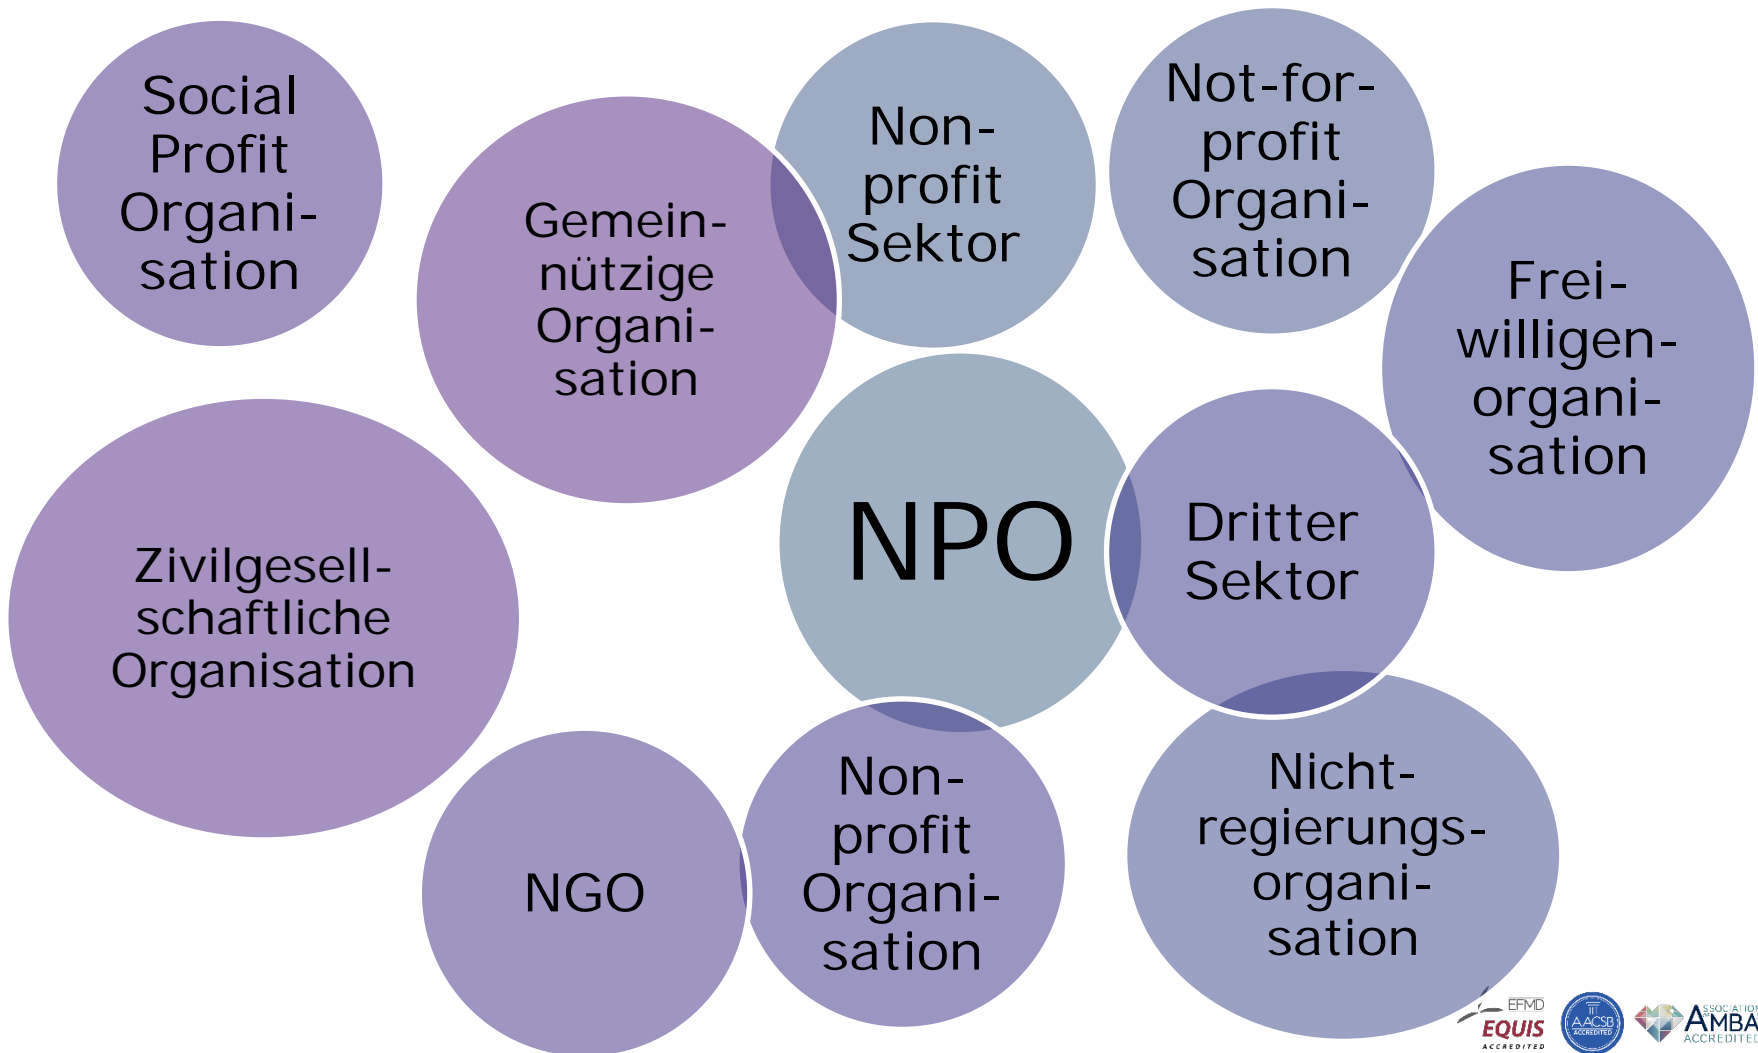 Social
Profit
Organi-
sation
Gemein-
nützige
Organi-
sation
Non-
profit
Sektor
Not-for-
profit
Organi-
sation
Frei-
willigen-
organi-
sation
Zivilgesell-
schaftliche
Organisation
NPO
Dritter
Sektor
NGO
Non-
profit
Organi-
sation
Nicht-
regierungs-
organi-
sation
EFMD
EQUIS
ACCREDITED
AACSB
ACCREDITED
ASSOCIATION
AMBA
ACCREDITED